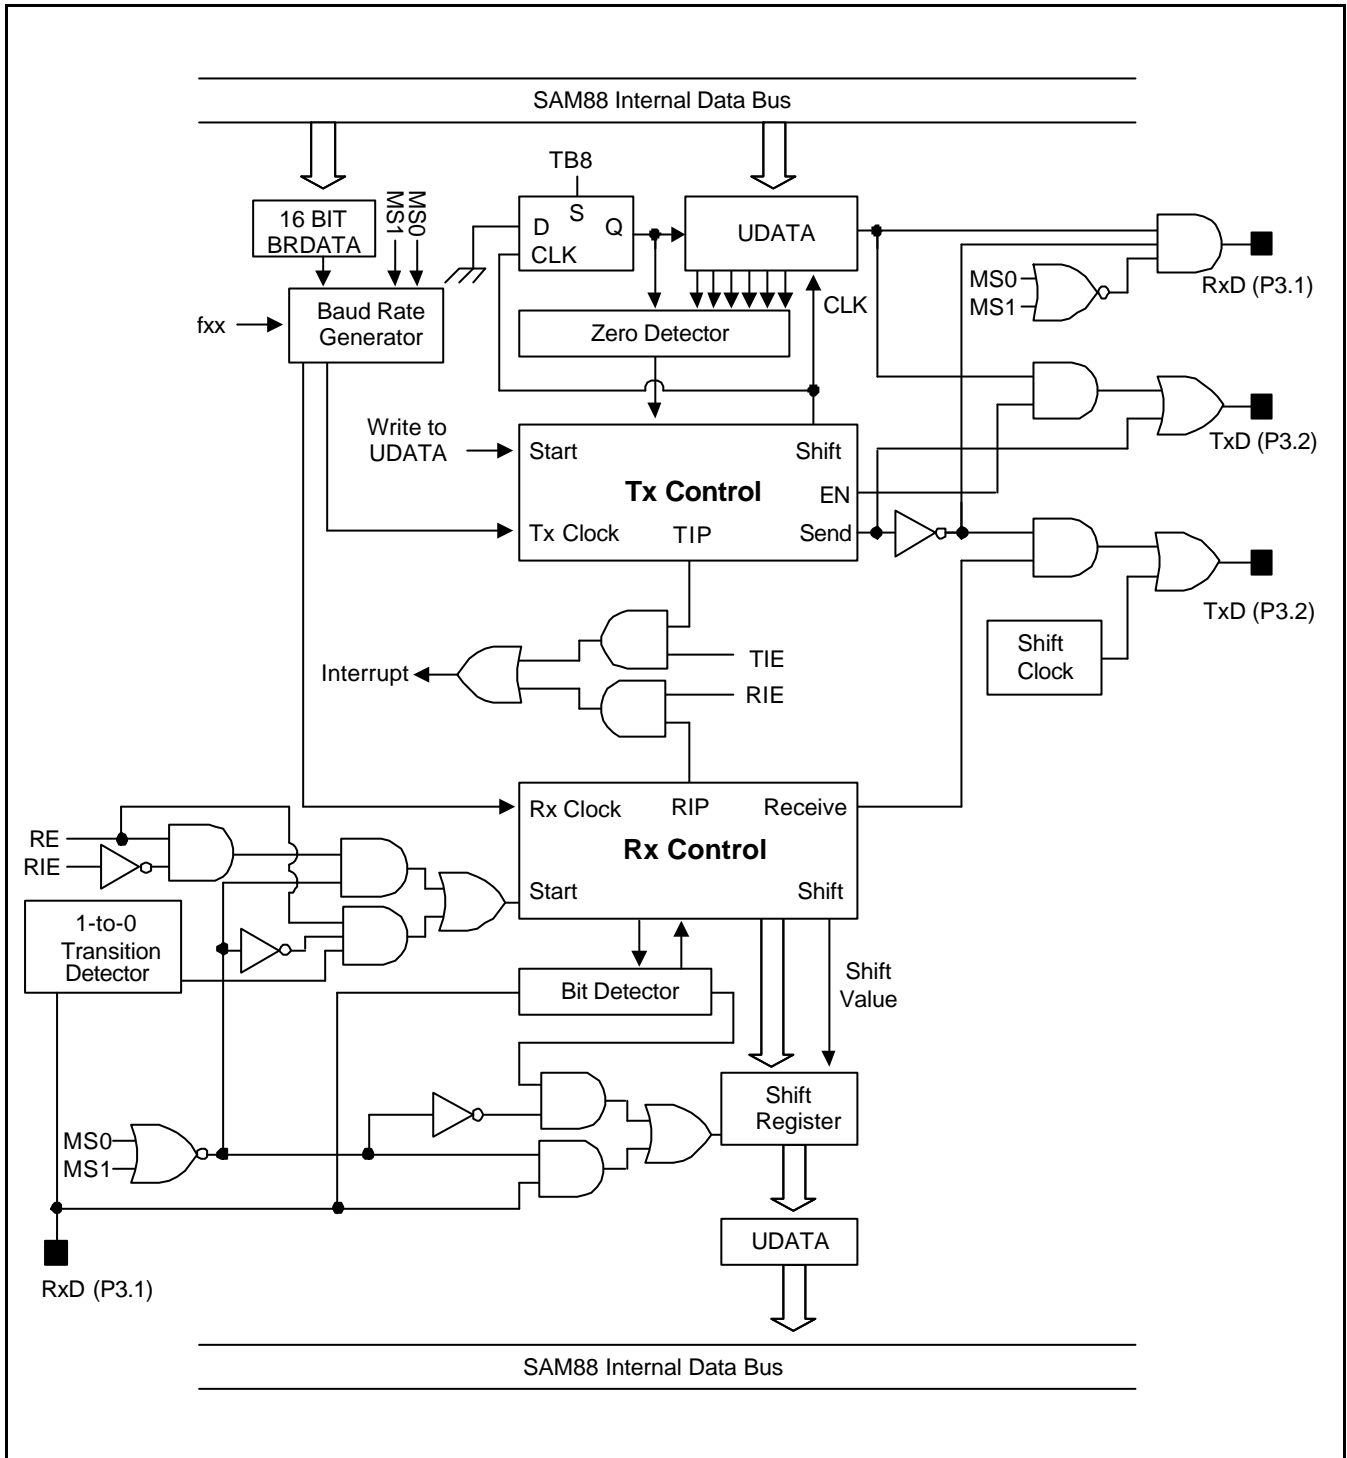 SAM88 Internal Data Bus
TB8
16 BIT
BRDATA
MS1
MS0
S
D
Q
CLK
UDATA
MS0
MS1
RxD (P3.1)
fxx
Baud Rate
Generator
Zero Detector
CLK
Write to
UDATA
Start
Shift
Tx Control
EN
Tx Clock
TIP
Send
TxD (P3.2)
TxD (P3.2)
Shift
Clock
Interrupt
TIE
RIE
RE
RIE
Rx Clock
RIP
Receive
Rx Control
Start
Shift
1-to-0
Transition
Detector
Bit Detector
Shift
Value
Shift
Register
MS0
MS1
UDATA
RxD (P3.1)
SAM88 Internal Data Bus